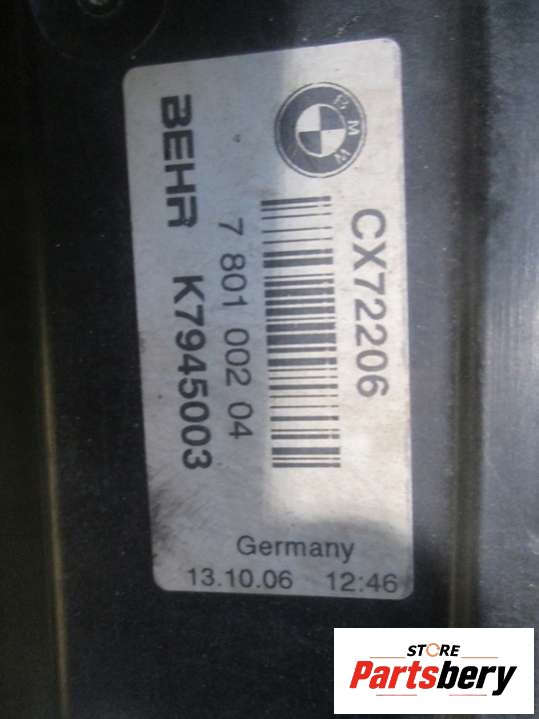 BMW
CX72206
7 801 002 04
BEHR K7945003
Germany
13.10.06 12:46
STORE
Partsbery